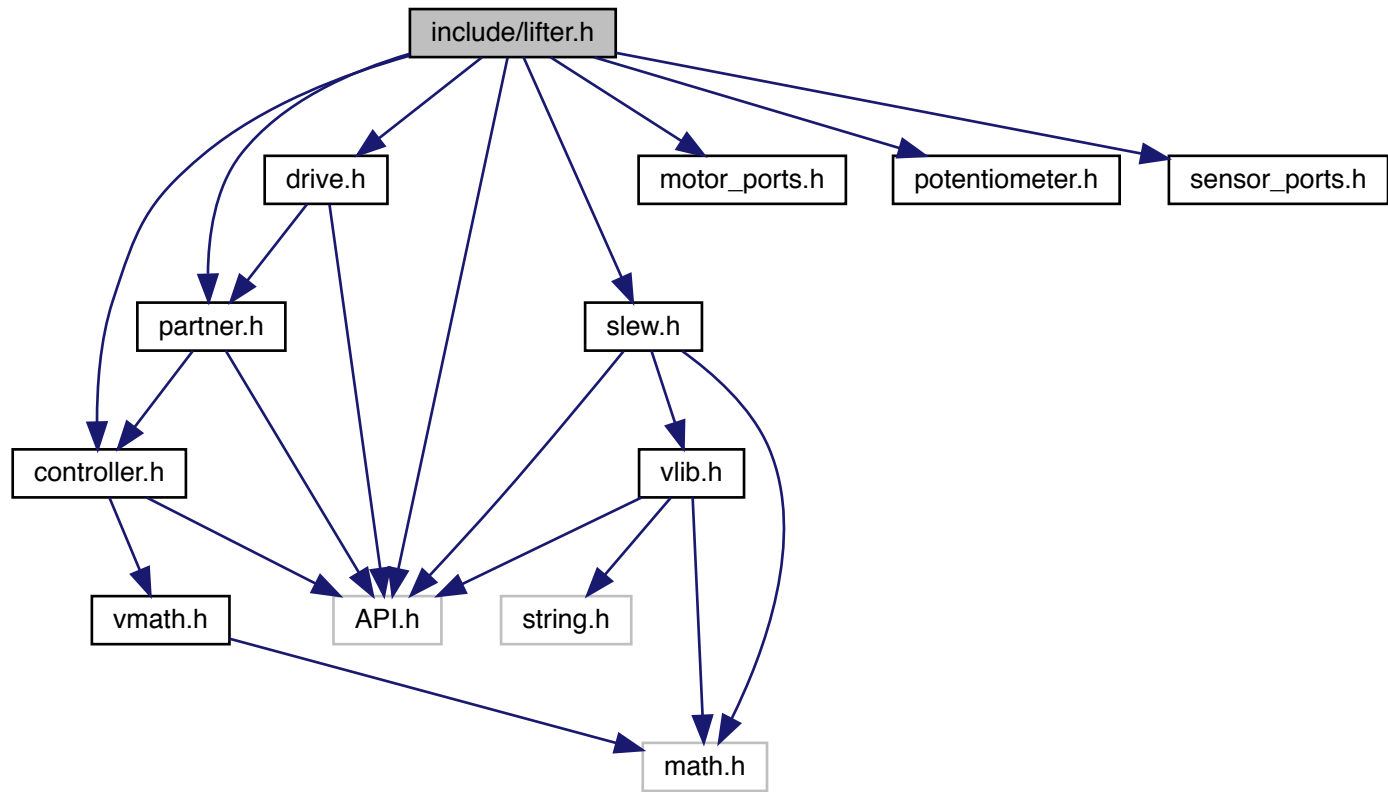 include/lifter.h
drive.h
motor_ports.h
potentiometer.h
sensor_ports.h
partner.h
slew.h
controller.h
vlib.h
vmath.h
API.h
string.h
math.h